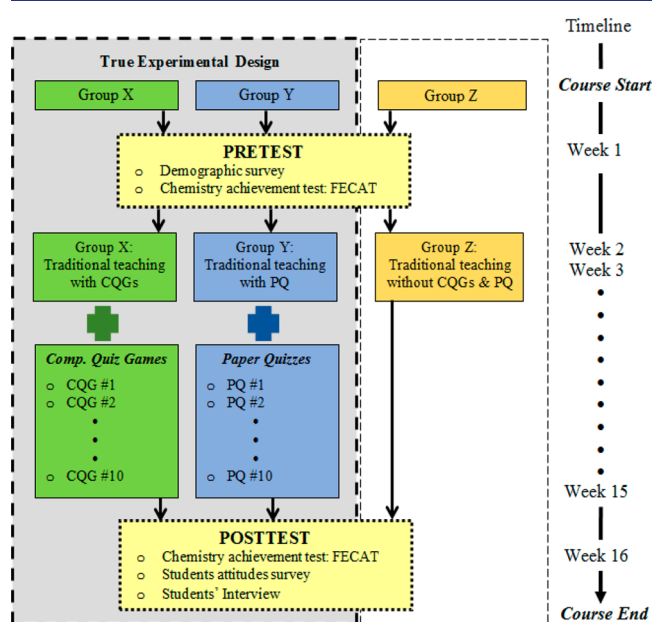 Timeline
True Experimental Design
Course Start
Group X
Group Y
Group Z
PRETEST
o Demographic survey
o Chemistry achievement test: FECAT
Week 1
Group X:
Traditional teaching
with CQGs
Group Y:
Traditional teaching
with PQ
Group Z:
Traditional teaching
without CQGs & PQ
Week 2
Week 3
Comp. Quiz Games
o CQG #1
o CQG #2
•
•
•
o CQG #10
Paper Quizzes
o PQ #1
o PQ #2
•
•
•
o PQ #10
•
•
•
•
•
•
•
•
•
Week 15
POSTTEST
o Chemistry achievement test: FECAT
o Students attitudes survey
o Students' Interview
Week 16
Course End